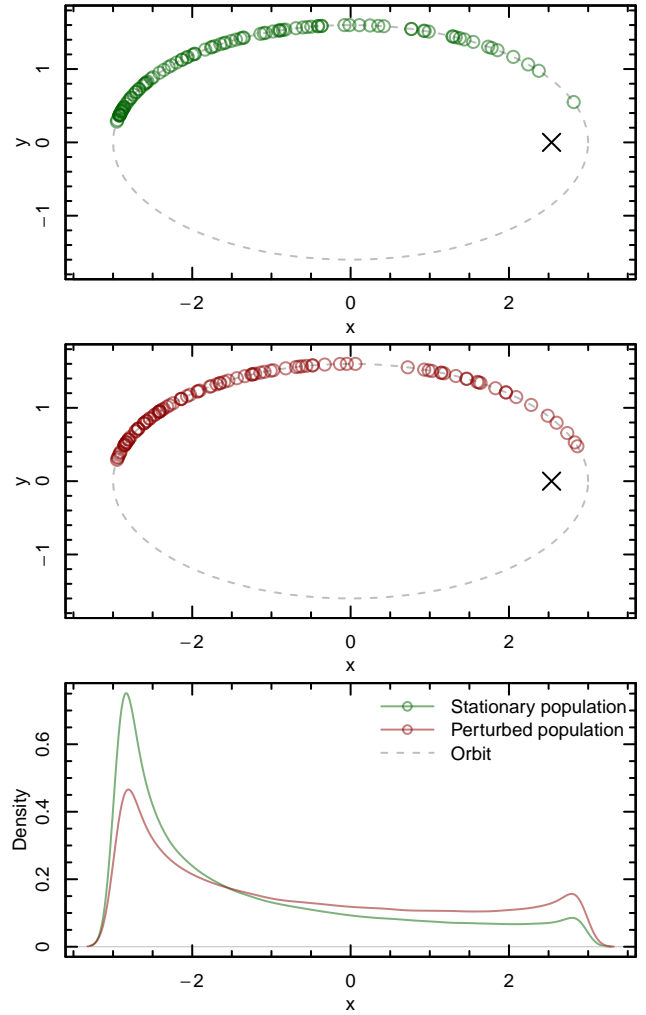 1
0
−1
y
−2
0
2
x
1
0
−1
y
−2
0
2
x
Stationary population
Perturbed population
Orbit
0.6
0.4
0.2
0
Density
−2
0
2
x